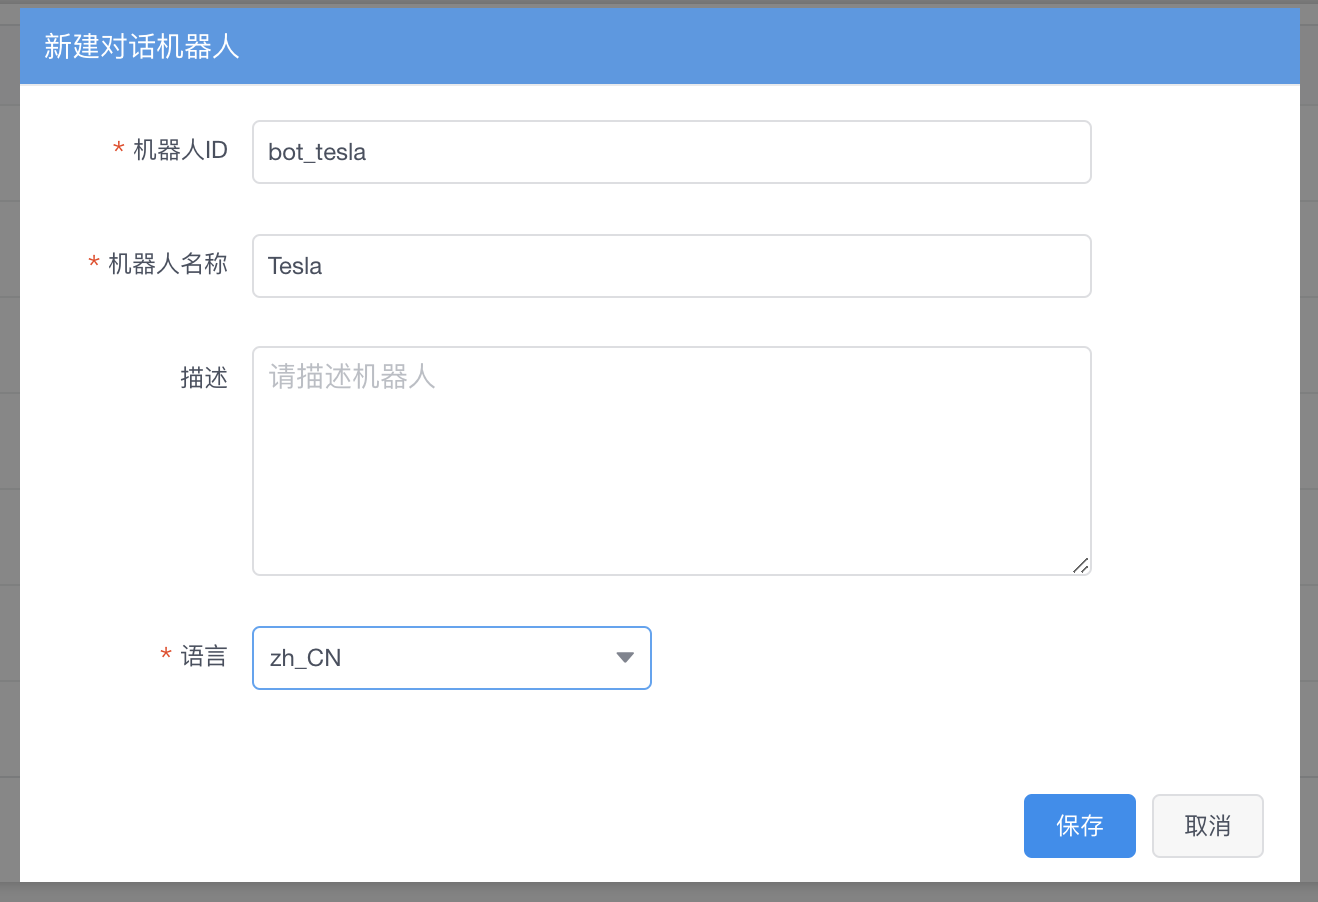 新建对话机器人
* 机器人ID
bot_tesla
* 机器人名称
Tesla
描述
请描述机器人
* 语言
zh_CN
保存
取消